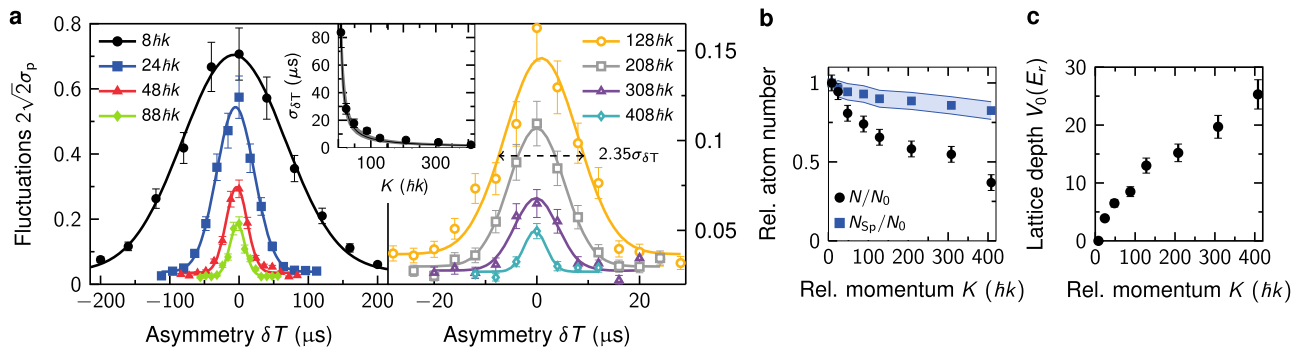 a
Fluctuations 2√2σp
0.8
0.6
0.4
0.2
0
8ħk
24ħk
48ħk
88ħk
−200
−100
0
100
200
Asymmetry δT (µs)
σδT (µs)
80
60
40
20
0
100
300
K (ħk)
128ħk
208ħk
308ħk
408ħk
2.35σδT
0.15
0.1
0.05
−20
0
20
Asymmetry δT (µs)
b
Rel. atom number
1
0.5
0
N/N0
NSp/N0
0
100
200
300
400
Rel. momentum K (ħk)
c
Lattice depth V0(Er)
30
20
10
0
0
100
200
300
400
Rel. momentum K (ħk)